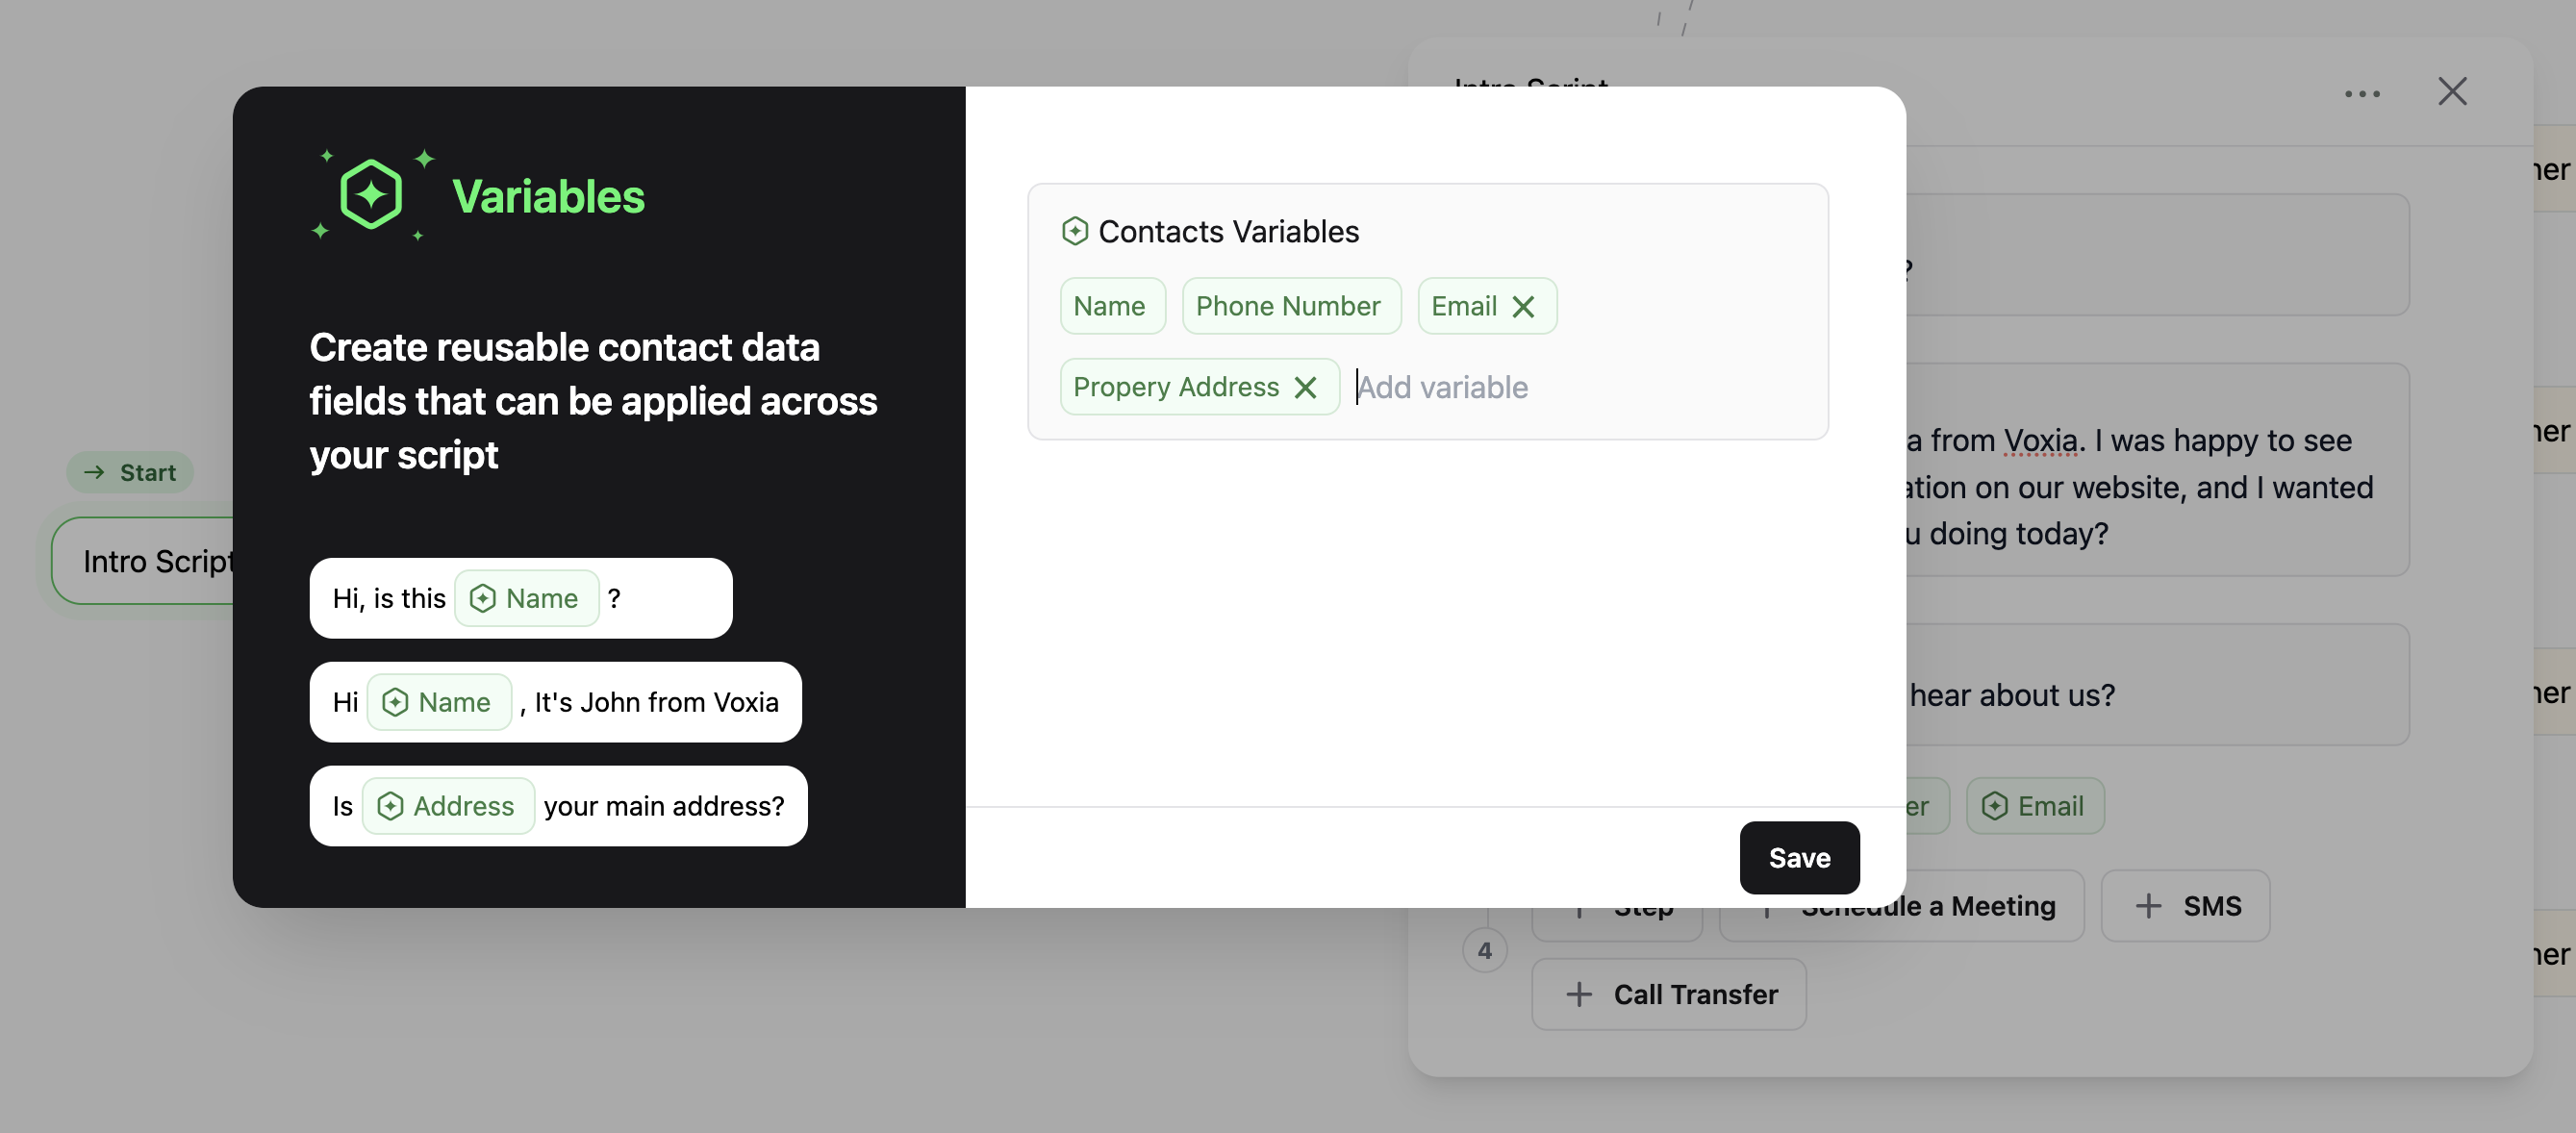 Variables
Create reusable contact data
fields that can be applied across
your script
Hi, is this Name ?
Hi Name , It's John from Voxia
Is Address your main address?
Contacts Variables
Name Phone Number Email
Propery Address Add variable
Save
Start
Intro Script
Intro Script
?
a from Voxia. I was happy to see
ation on our website, and I wanted
u doing today?
hear about us?
er Email
Step Schedule a Meeting SMS
4
Call Transfer
ner
ner
ner
ner